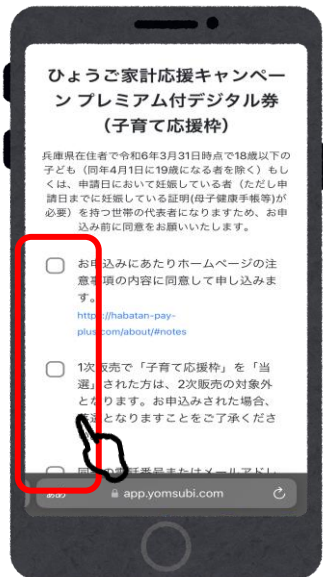 ひょうご家計応援キャンペー
ン プレミアム付デジタル券
（子育て応援枠）
兵庫県在住者で令和6年3月31日時点で18歳以下の
子ども（同年4月1日に19歳になる者を除く）もし
くは、申請日において妊娠している者（ただし申
請日までに妊娠している証明(母子健康手帳等)が
必要）を持つ世帯の代表者になりますため、お申
込み前に同意をお願いいたします。
お申込みにあたりホームページの注
意事項の内容に同意して申し込みま
す。
https://habatan-pay-
plus.com/about/#notes
1次販売で「子育て応援枠」を「当
選」された方は、2次販売の対象外
となります。お申込みされた場合、
となりますことをご了承くださ
ああ
app.yomsubi.com